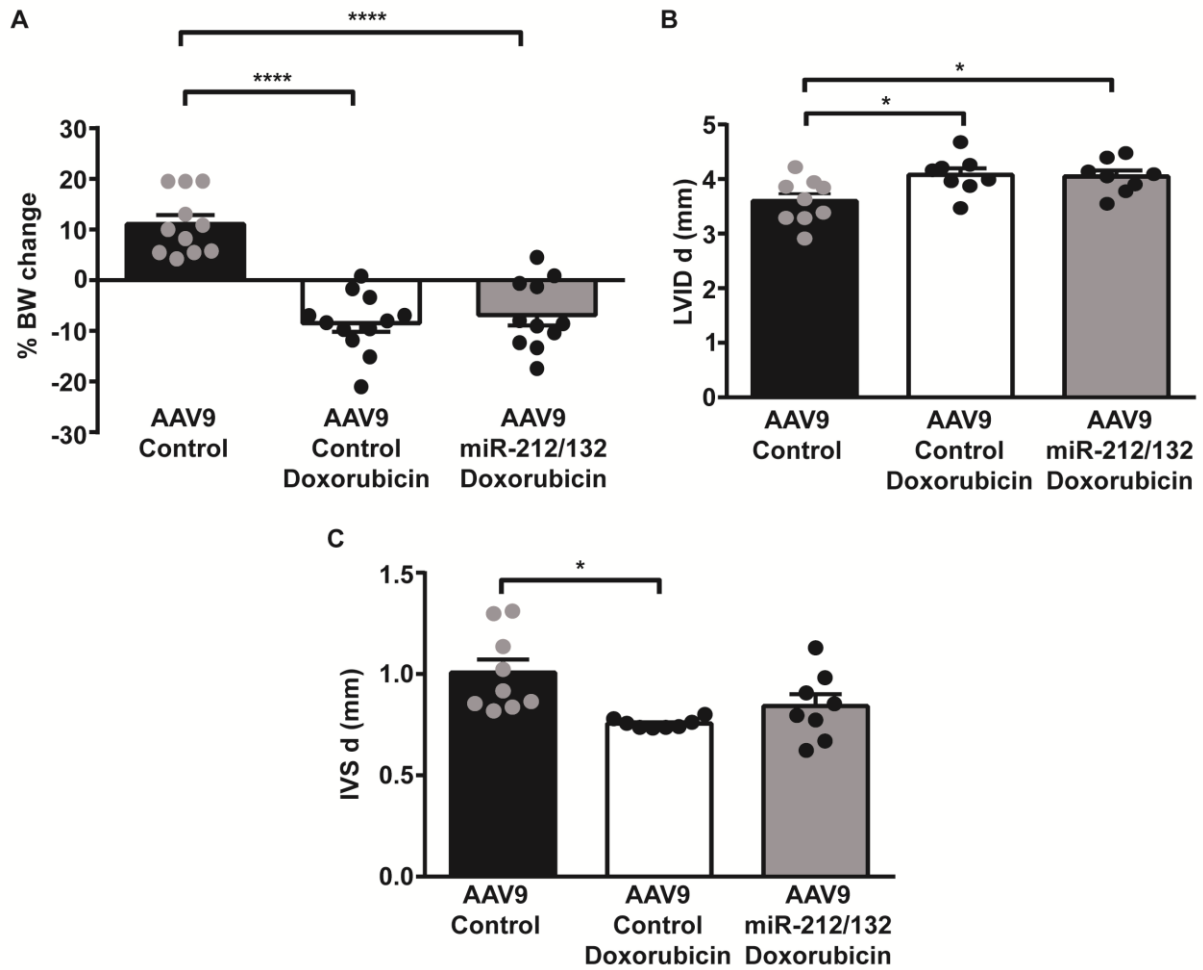 A
****
****
% BW change
30
20
10
0
-10
-20
-30
AAV9
Control
AAV9
Control
Doxorubicin
AAV9
miR-212/132
Doxorubicin
B
*
*
LVID d (mm)
5
4
3
2
1
0
AAV9
Control
AAV9
Control
Doxorubicin
AAV9
miR-212/132
Doxorubicin
C
*
IVS d (mm)
1.5
1.0
0.5
0.0
AAV9
Control
AAV9
Control
Doxorubicin
AAV9
miR-212/132
Doxorubicin